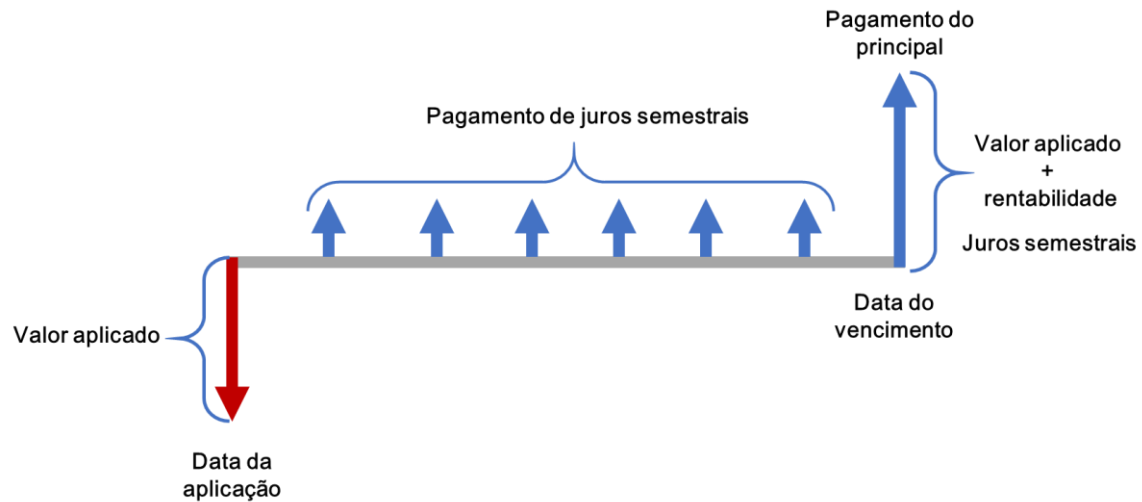 Pagamento do
principal
Pagamento de juros semestrais
Valor aplicado
+
rentabilidade
Juros semestrais
Valor aplicado
Data do
vencimento
Data da
aplicação